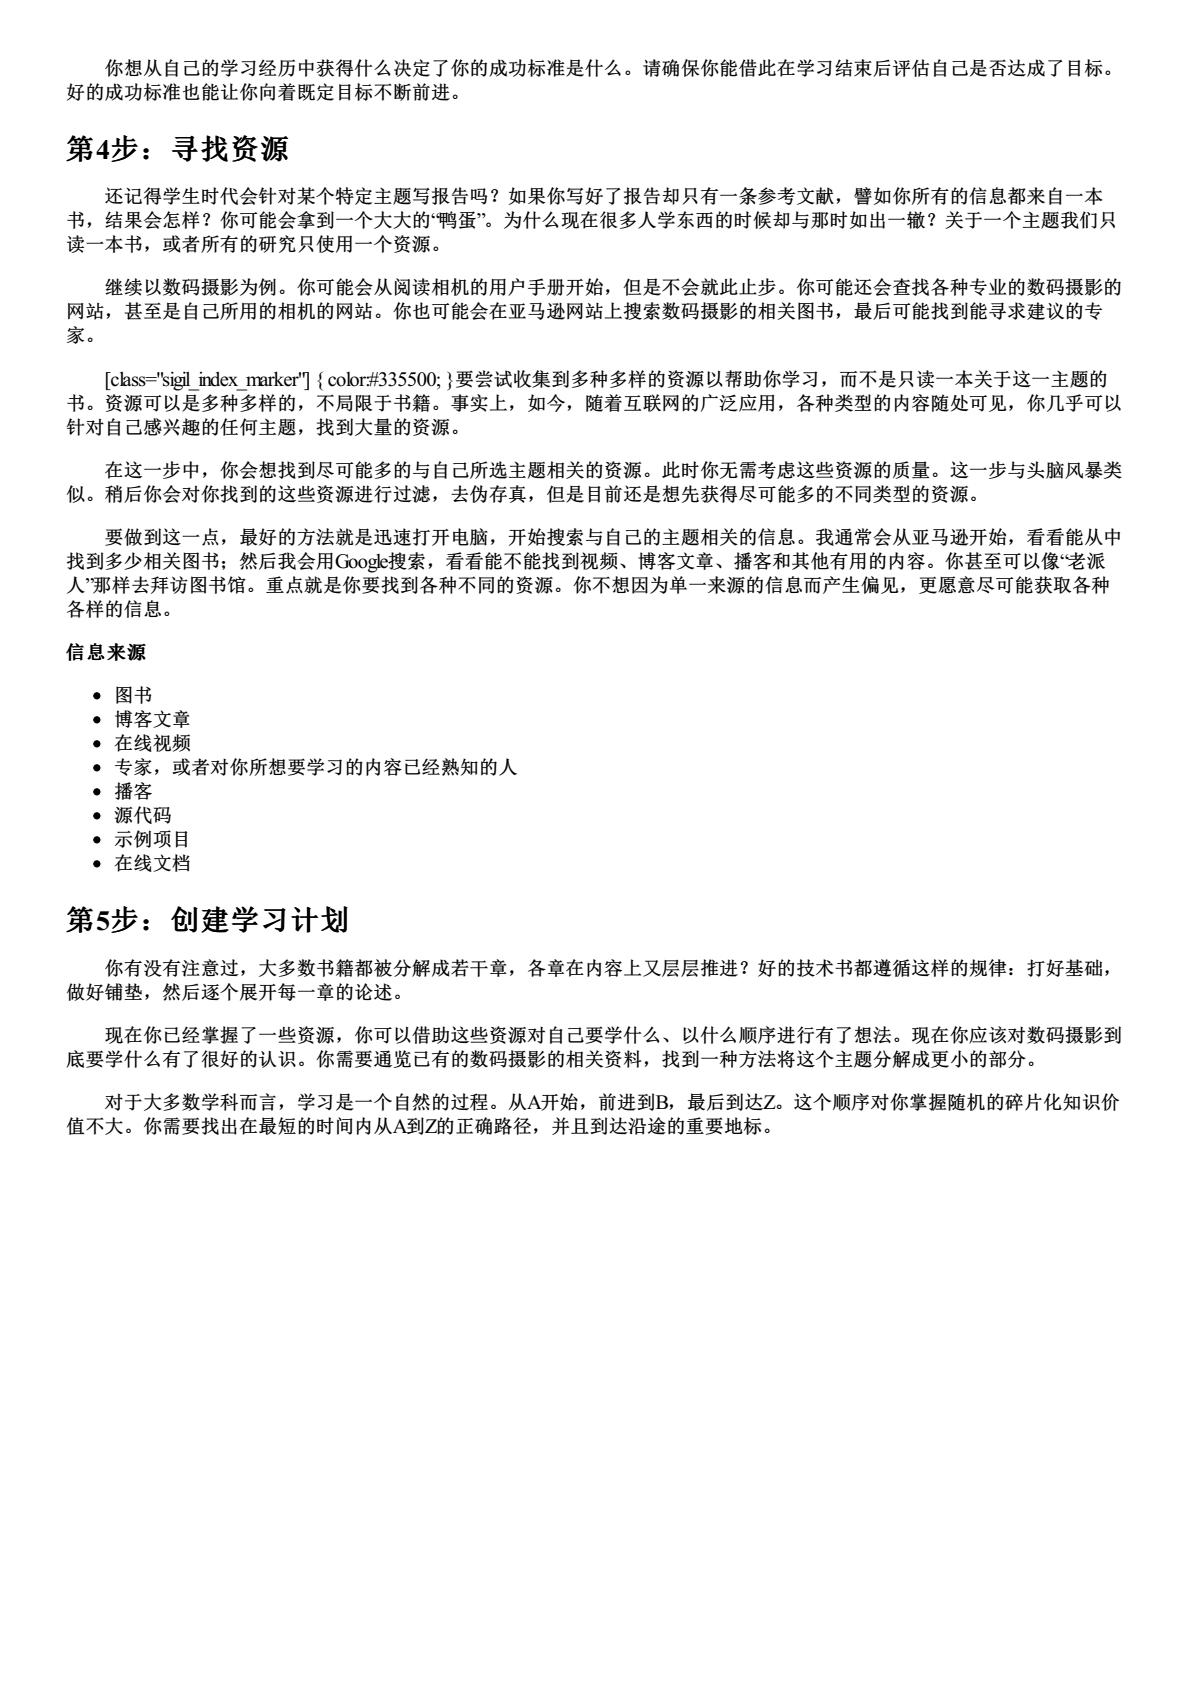 你想从自己的学习经历中获得什么决定了你的成功标准是什么。请确保你能借此在学习结束后评估自己是否达成了目标。
好的成功标准也能让你向着既定目标不断前进。
第4步：寻找资源
还记得学生时代会针对某个特定主题写报告吗？如果你写好了报告却只有一条参考文献，譬如你所有的信息都来自一本
书，结果会怎样？你可能会拿到一个大大的“鸭蛋”。为什么现在很多人学东西的时候却与那时如出一辙？关于一个主题我们只
读一本书，或者所有的研究只使用一个资源。
继续以数码摄影为例。你可能会从阅读相机的用户手册开始，但是不会就此止步。你可能还会查找各种专业的数码摄影的
网站，甚至是自己所用的相机的网站。你也可能会在亚马逊网站上搜索数码摄影的相关图书，最后可能找到能寻求建议的专
家。
[class="sigil_index_marker"] { color:#335500; }要尝试收集到多种多样的资源以帮助你学习，而不是只读一本关于这一主题的
书。资源可以是多种多样的，不局限于书籍。事实上，如今，随着互联网的广泛应用，各种类型的内容随处可见，你几乎可以
针对自己感兴趣的任何主题，找到大量的资源。
在这一步中，你会想找到尽可能多的与自己所选主题相关的资源。此时你无需考虑这些资源的质量。这一步与头脑风暴类
似。稍后你会对你找到的这些资源进行过滤，去伪存真，但是目前还是想先获得尽可能多的不同类型的资源。
要做到这一点，最好的方法就是迅速打开电脑，开始搜索与自己的主题相关的信息。我通常会从亚马逊开始，看看能从中
找到多少相关图书；然后我会用Google搜索，看看能不能找到视频、博客文章、播客和其他有用的内容。你甚至可以像“老派
人”那样去拜访图书馆。重点就是你要找到各种不同的资源。你不想因为单一来源的信息而产生偏见，更愿意尽可能获取各种
各样的信息。
信息来源
• 图书
• 博客文章
• 在线视频
• 专家，或者对你所想要学习的内容已经熟知的人
• 播客
• 源代码
• 示例项目
• 在线文档
第5步：创建学习计划
你有没有注意过，大多数书籍都被分解成若干章，各章在内容上又层层推进？好的技术书都遵循这样的规律：打好基础，
做好铺垫，然后逐个展开每一章的论述。
现在你已经掌握了一些资源，你可以借助这些资源对自己要学什么、以什么顺序进行有了想法。现在你应该对数码摄影到
底要学什么有了很好的认识。你需要通览已有的数码摄影的相关资料，找到一种方法将这个主题分解成更小的部分。
对于大多数学科而言，学习是一个自然的过程。从A开始，前进到B，最后到达Z。这个顺序对你掌握随机的碎片化知识价
值不大。你需要找出在最短的时间内从A到Z的正确路径，并且到达沿途的重要地标。